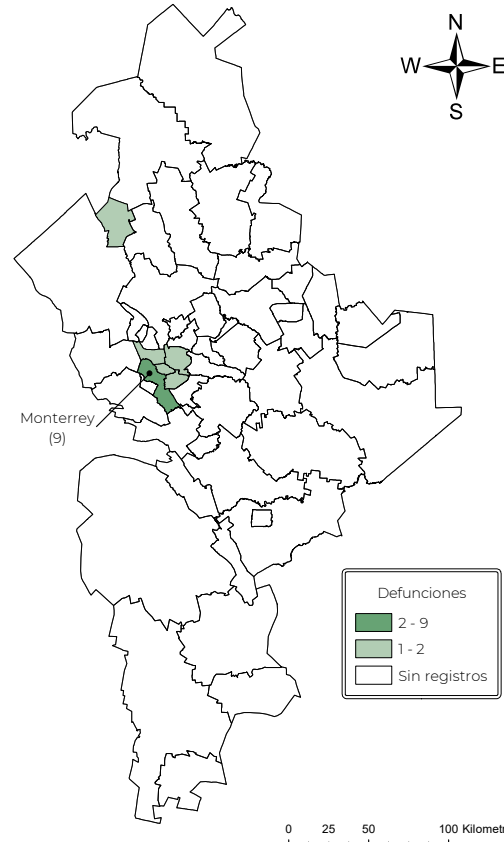 N
W E
S
Monterrey
(9)
Defunciones
2 - 9
1 - 2
Sin registros
0 25 50 100 Kilometr